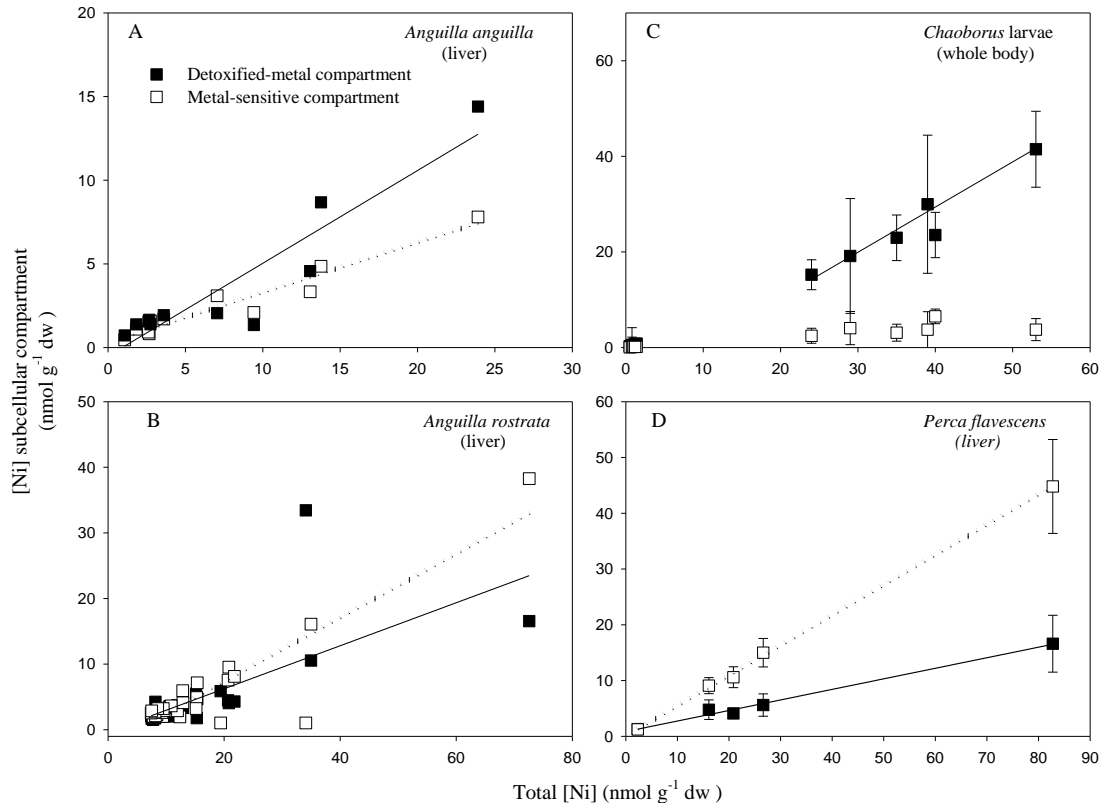 A
Anguilla anguilla
(liver)
Detoxified-metal compartment
Metal-sensitive compartment
20
15
10
5
0
0 5 10 15 20 25 30
C
Chaoborus larvae
(whole body)
60
40
20
0
0 10 20 30 40 50 60
B
Anguilla rostrata
(liver)
50
40
30
20
10
0
0 20 40 60 80
D
Perca flavescens
(liver)
60
50
40
30
20
10
0
0 10 20 30 40 50 60 70 80 90
[Ni] subcellular compartment
(nmol g⁻¹ dw)
Total [Ni] (nmol g⁻¹ dw )